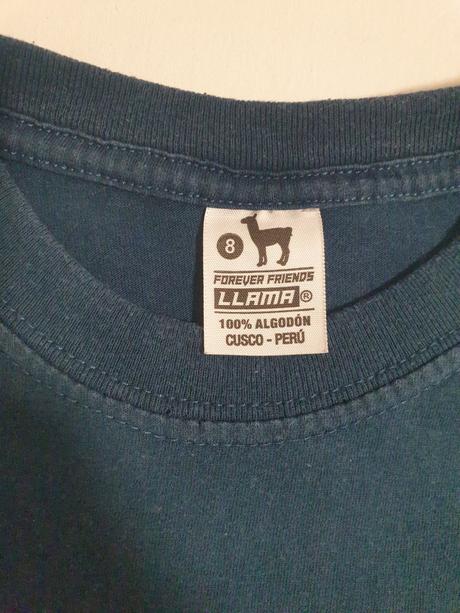 8
FOREVER FRIENDS
LLAMA®
100% ALGODÓN
CUSCO - PERÚ